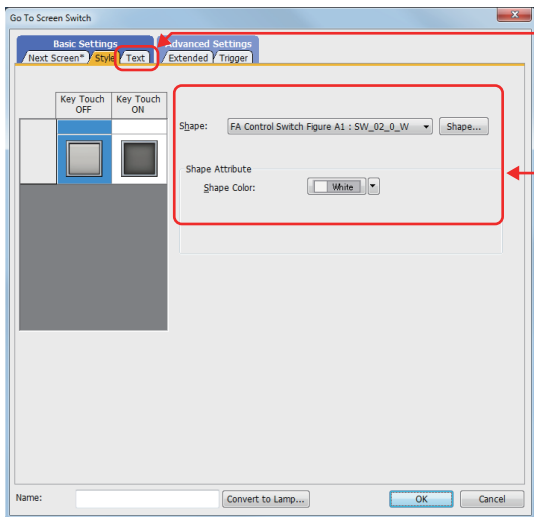 Go To Screen Switch
Basic Settings Advanced Settings
Next Screen* Style Text Extended Trigger
Key Touch OFF Key Touch ON
Shape: FA Control Switch Figure A1 : SW_02_0_W Shape...
Shape Attribute
Shape Color: White
Name: Convert to Lamp... OK Cancel